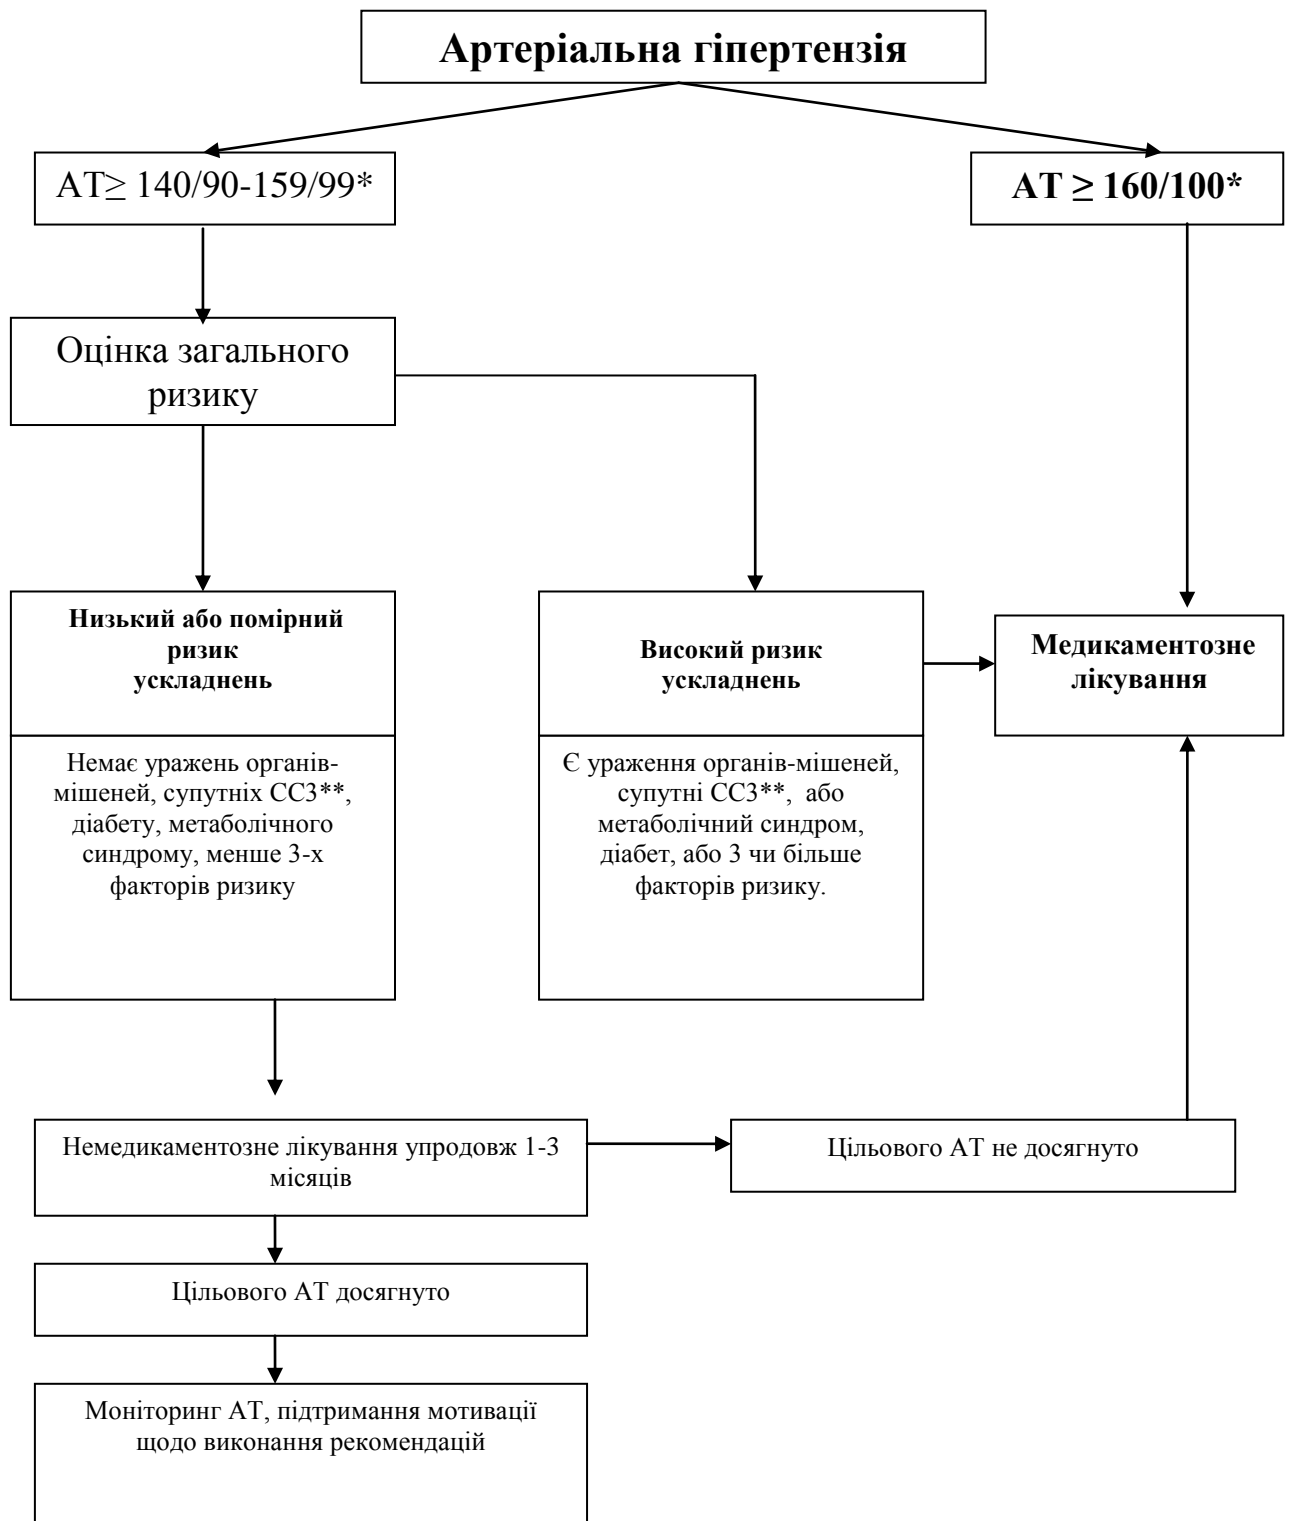 Артеріальна гіпертензія
АТ≥ 140/90-159/99*
АТ ≥ 160/100*
Оцінка загального
ризику
Низький або помірний
ризик
ускладнень
Високий ризик
ускладнень
Медикаментозне
лікування
Немає уражень органів-
мішеней, супутніх ССЗ**,
діабету, метаболічного
синдрому, менше 3-х
факторів ризику
Є ураження органів-мішеней,
супутні ССЗ**, або
метаболічний синдром,
діабет, або 3 чи більше
факторів ризику.
Немедикаментозне лікування упродовж 1-3
місяців
Цільового АТ не досягнуто
Цільового АТ досягнуто
Моніторинг АТ, підтримання мотивації
щодо виконання рекомендацій